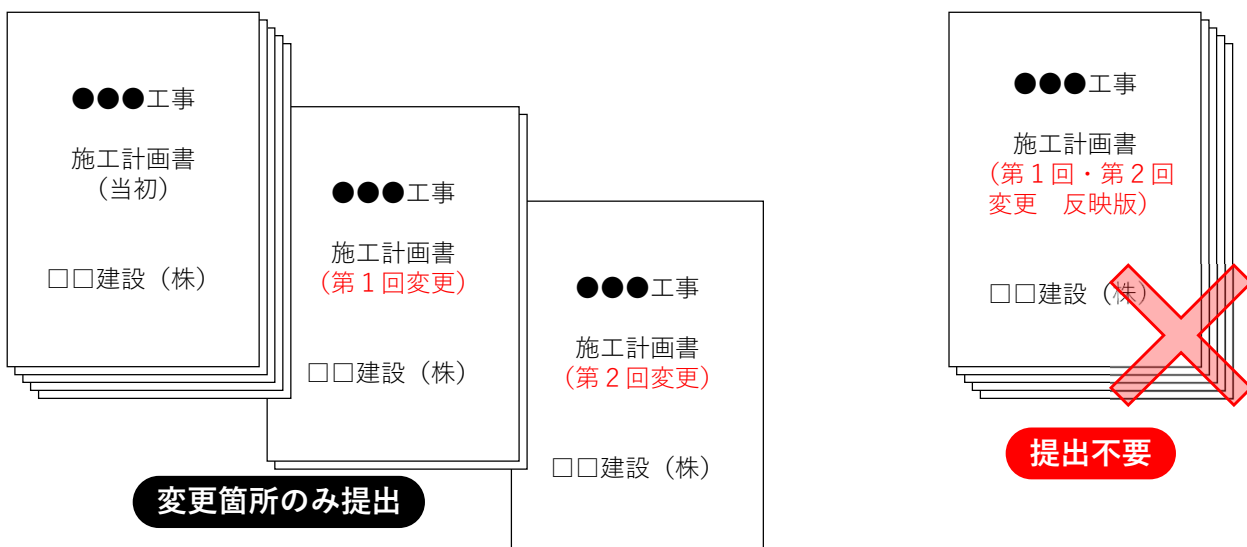 ●●●工事
施工計画書
（当初）
□□建設（株）
●●●工事
施工計画書
（第１回変更）
□□建設（株）
●●●工事
施工計画書
（第２回変更）
□□建設（株）
変更箇所のみ提出
●●●工事
施工計画書
（第１回・第２回
変更　反映版）
□□建設（株）
提出不要